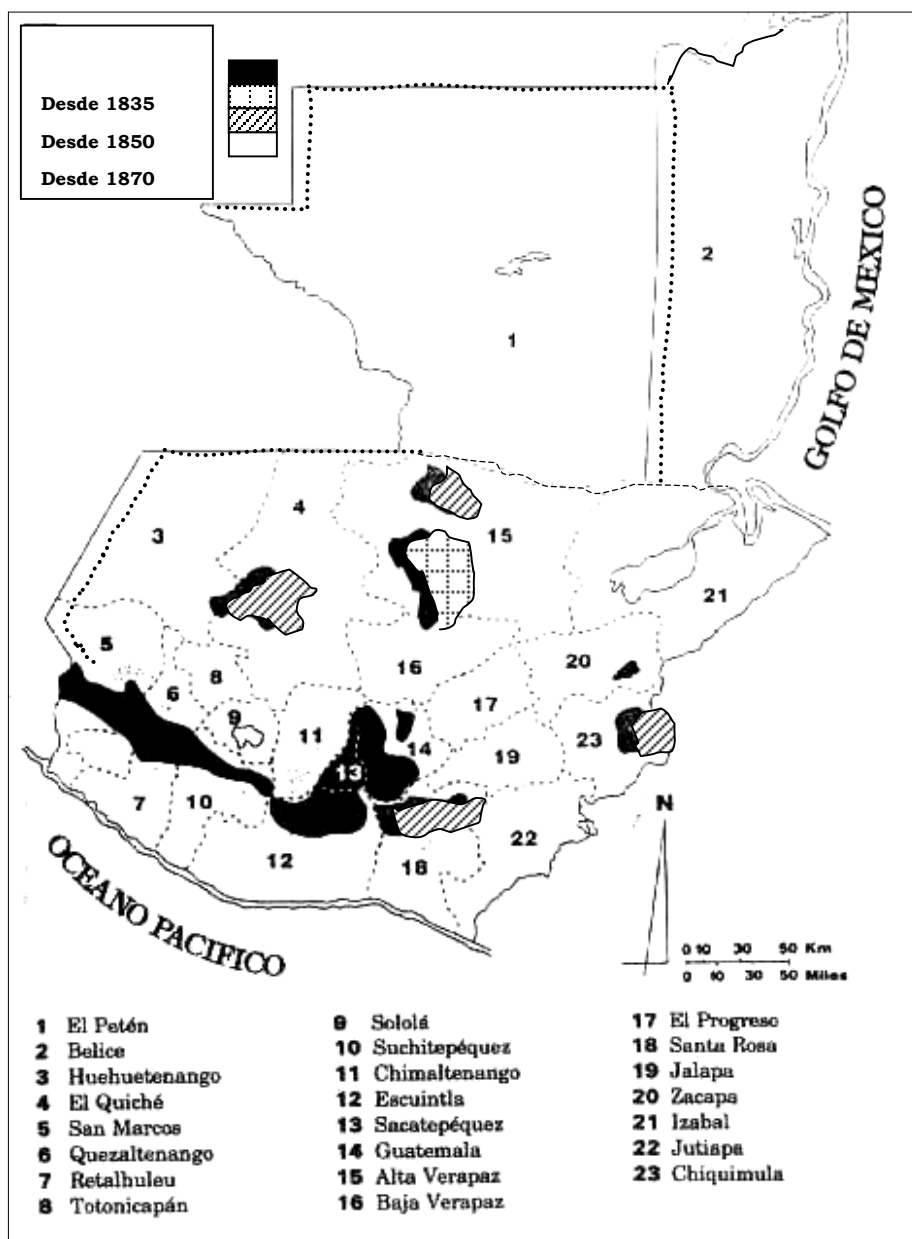 Desde 1835
Desde 1850
Desde 1870
GOLFO DE MEXICO
2
1
3
4
15
21
5
6
8
16
20
9
11
17
14
23
13
19
7
10
12
18
22
N
OCEANO PACIFICO
0 10 30 50 Km
0 10 30 50 Miles
1 El Petén
2 Belice
3 Huehuetenango
4 El Quiché
5 San Marcos
6 Quezaltenango
7 Retalhuleu
8 Totonicapán
9 Sololá
10 Suchitepéquez
11 Chimaltenango
12 Escuintla
13 Sacatepéquez
14 Guatemala
15 Alta Verapaz
16 Baja Verapaz
17 El Progreso
18 Santa Rosa
19 Jalapa
20 Zacapa
21 Izabal
22 Jutiapa
23 Chiquimula